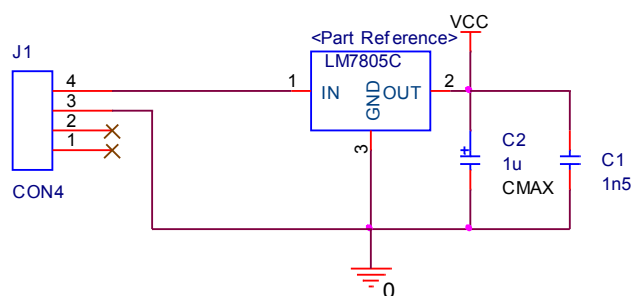 VCC
<Part Reference>
J1
LM7805C
4
1
IN
OUT
2
3
GND
2
C2
1
3
1u
C1
CON4
CMAX
1n5
0